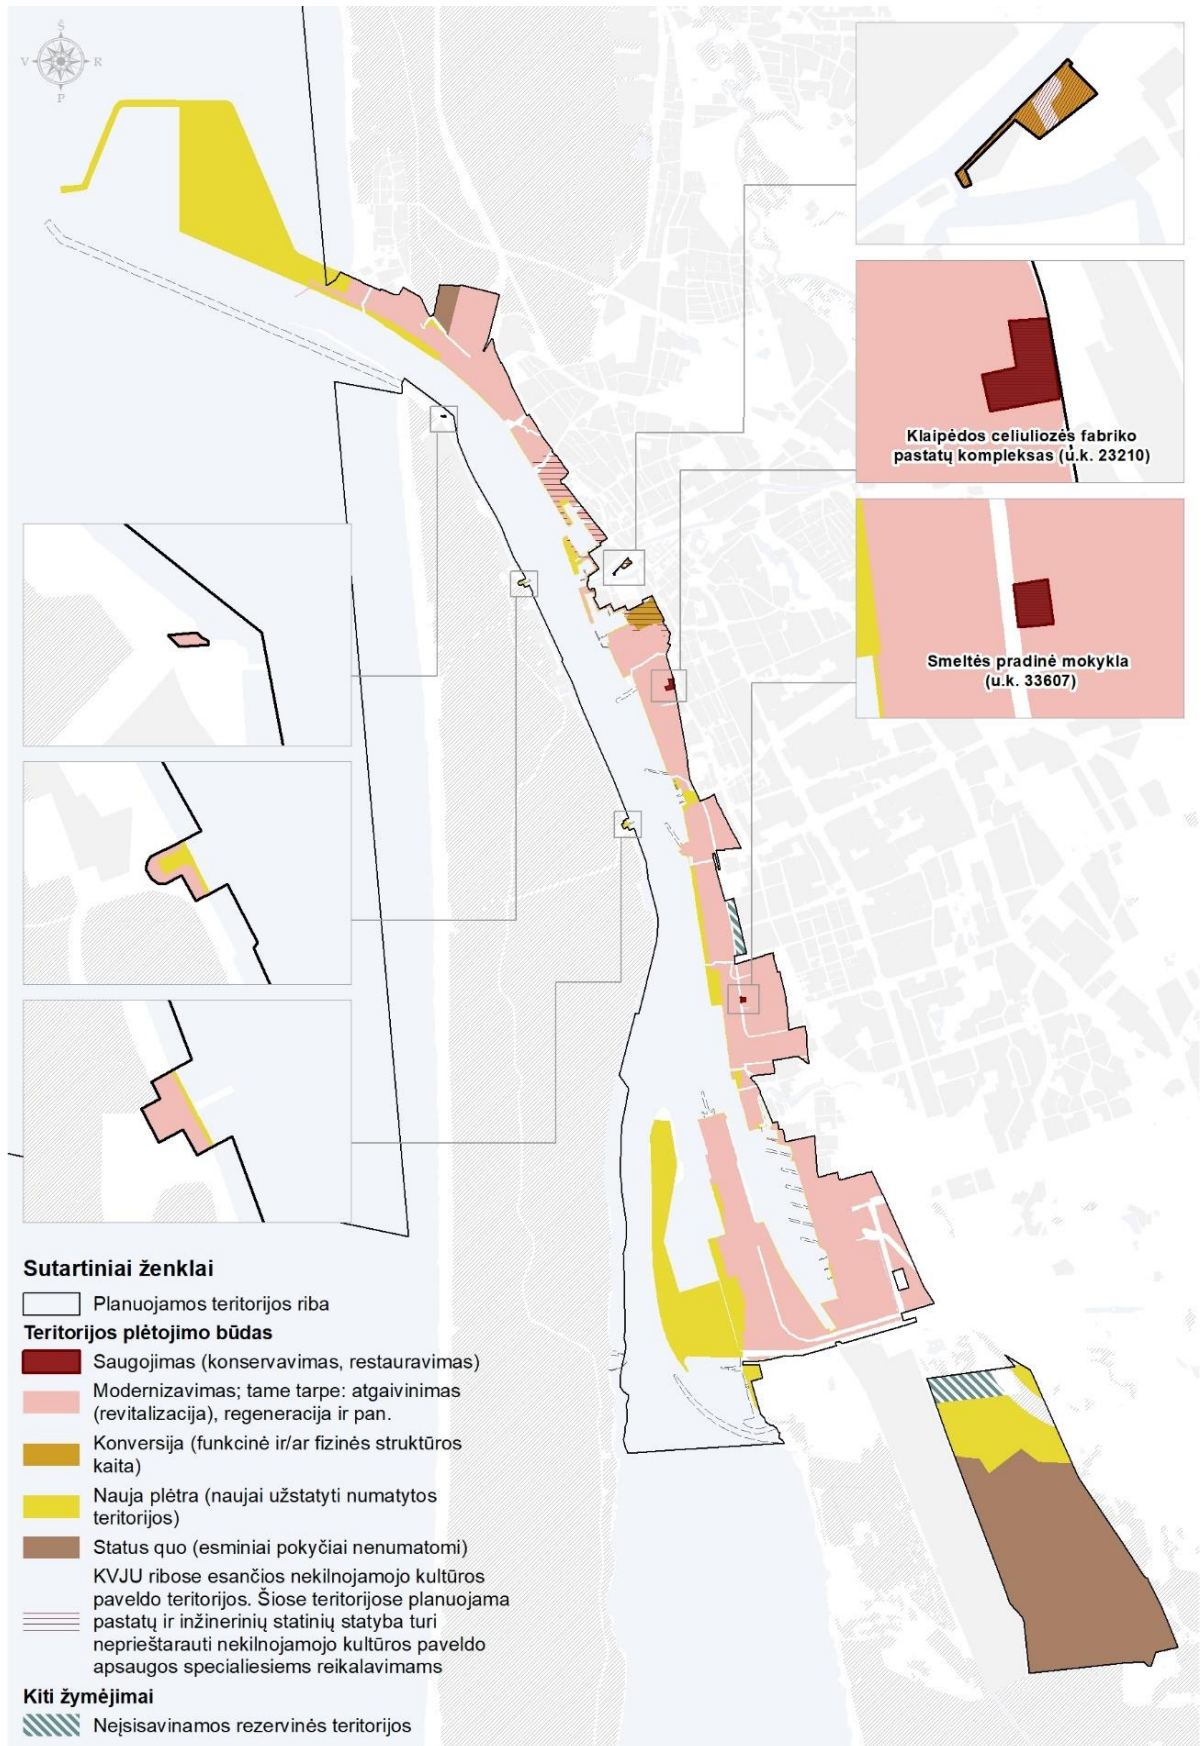 Š
V
R
P
Klaipėdos celiuliozės fabriko
pastatų kompleksas (u.k. 23210)
Smeltės pradinė mokykla
(u.k. 33607)
Sutartiniai ženklai
Planuojamos teritorijos riba
Teritorijos plėtojimo būdas
Saugojimas (konservavimas, restauravimas)
Modernizavimas; tame tarpe: atgaivinimas
(revitalizacija), regeneracija ir pan.
Konversija (funkcinė ir/ar fizinės struktūros
kaita)
Nauja plėtra (naujai užstatyti numatytos
teritorijos)
Status quo (esminiai pokyčiai nenumatomi)
KVJU ribose esančios nekilnojamojo kultūros
paveldo teritorijos. Šiose teritorijose planuojama
pastatų ir inžinerinių statinių statyba turi
neprieštarauti nekilnojamojo kultūros paveldo
apsaugos specialiesiems reikalavimams
Kiti žymėjimai
Neįsisavinamos rezervinės teritorijos